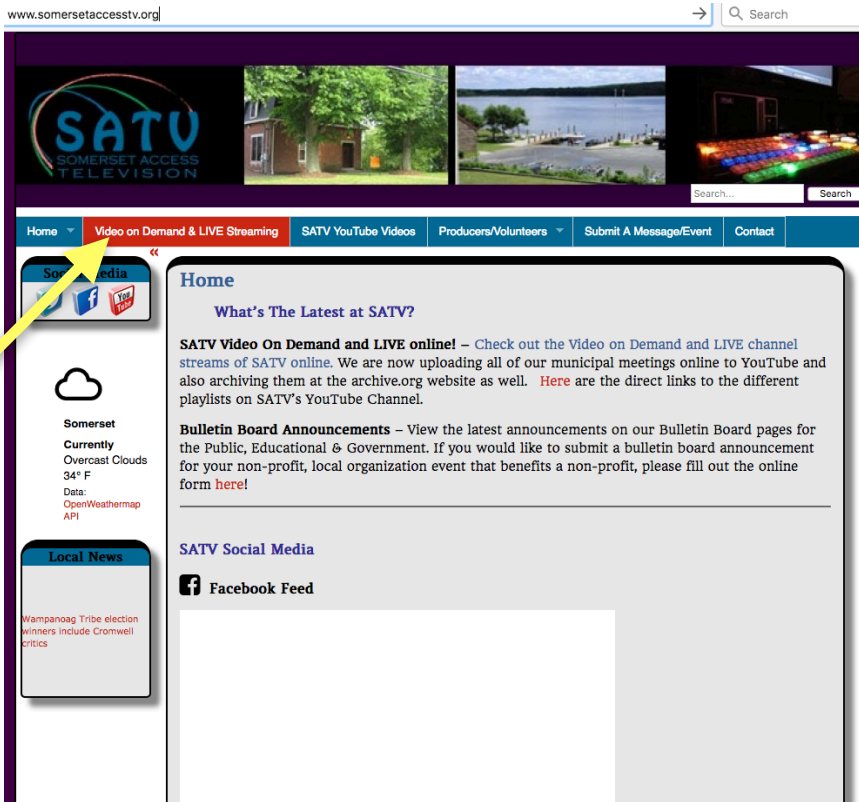 www.somersetaccesstv.org
Search
SATV
SOMERSET ACCESS
TELEVISION
Search...
Search
Home
Video on Demand & LIVE Streaming
SATV YouTube Videos
Producers/Volunteers
Submit A Message/Event
Contact
«
Social Media
You
Tube
Somerset
Currently
Overcast Clouds
34° F
Data:
OpenWeathermap
API
Local News
Wampanoag Tribe election
winners include Cromwell
critics
Home
What's The Latest at SATV?
SATV Video On Demand and LIVE online! – Check out the Video on Demand and LIVE channel
streams of SATV online. We are now uploading all of our municipal meetings online to YouTube and
also archiving them at the archive.org website as well. Here are the direct links to the different
playlists on SATV's YouTube Channel.
Bulletin Board Announcements – View the latest announcements on our Bulletin Board pages for
the Public, Educational & Government. If you would like to submit a bulletin board announcement
for your non-profit, local organization event that benefits a non-profit, please fill out the online
form here!
SATV Social Media
Facebook Feed